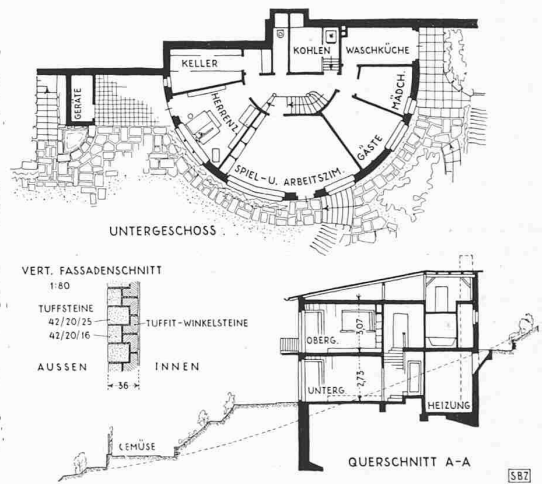 KOHLEN
WASCHKÜCHE
KELLER
GERÄTE
HERRENZ.
MÄDCH.
GÄSTE
SPIEL- U. ARBEITSZIM.
UNTERGESCHOSS
VERT. FASSADENSCHNITT
1:80
TUFFSTEINE
42/20/25
42/20/16
TUFFIT-WINKELSTEINE
AUSSEN
INNEN
36
GEMÜSE
OBERG.
3,07
UNTERG.
2,73
HEIZUNG
QUERSCHNITT A-A
SBZ